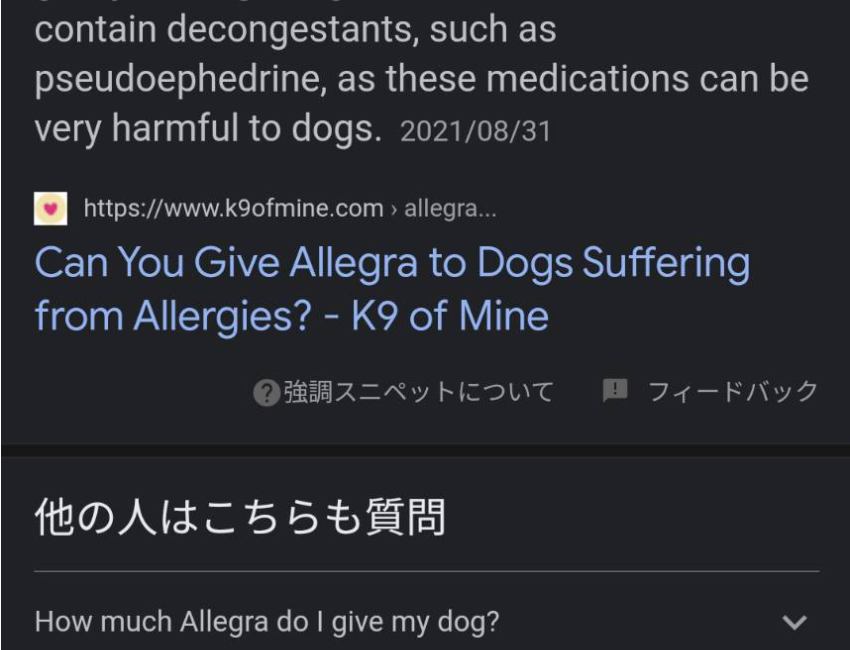 contain decongestants, such as
pseudoephedrine, as these medications can be
very harmful to dogs. 2021/08/31
https://www.k9ofmine.com › allegra...
Can You Give Allegra to Dogs Suffering
from Allergies? - K9 of Mine
強調スニペットについて フィードバック
他の人はこちらも質問
How much Allegra do I give my dog?